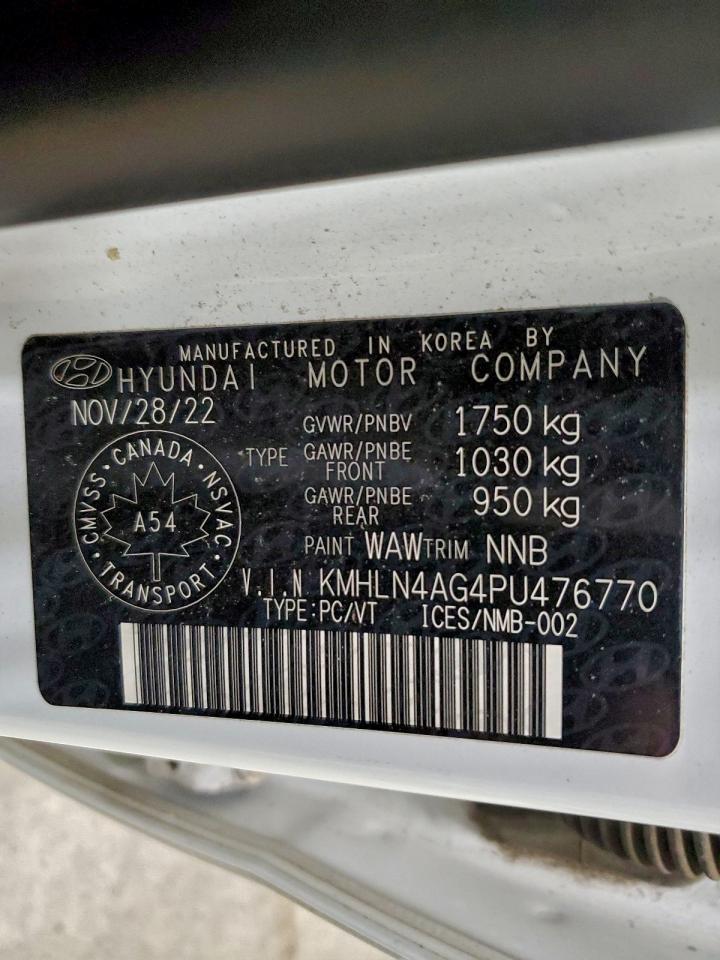 MANUFACTURED IN KOREA BY
HYUNDAI MOTOR COMPANY
NOV/28/22
GVWR/PNBV 1750 kg
TYPE GAWR/PNBE FRONT 1030 kg
GAWR/PNBE REAR 950 kg
CMVSS · CANADA · NSVAC · TRANSPORT ·
A54
PAINT WAW TRIM NNB
V.I.N KMHLN4AG4PU476770
TYPE:PC/VT ICES/NMB-002